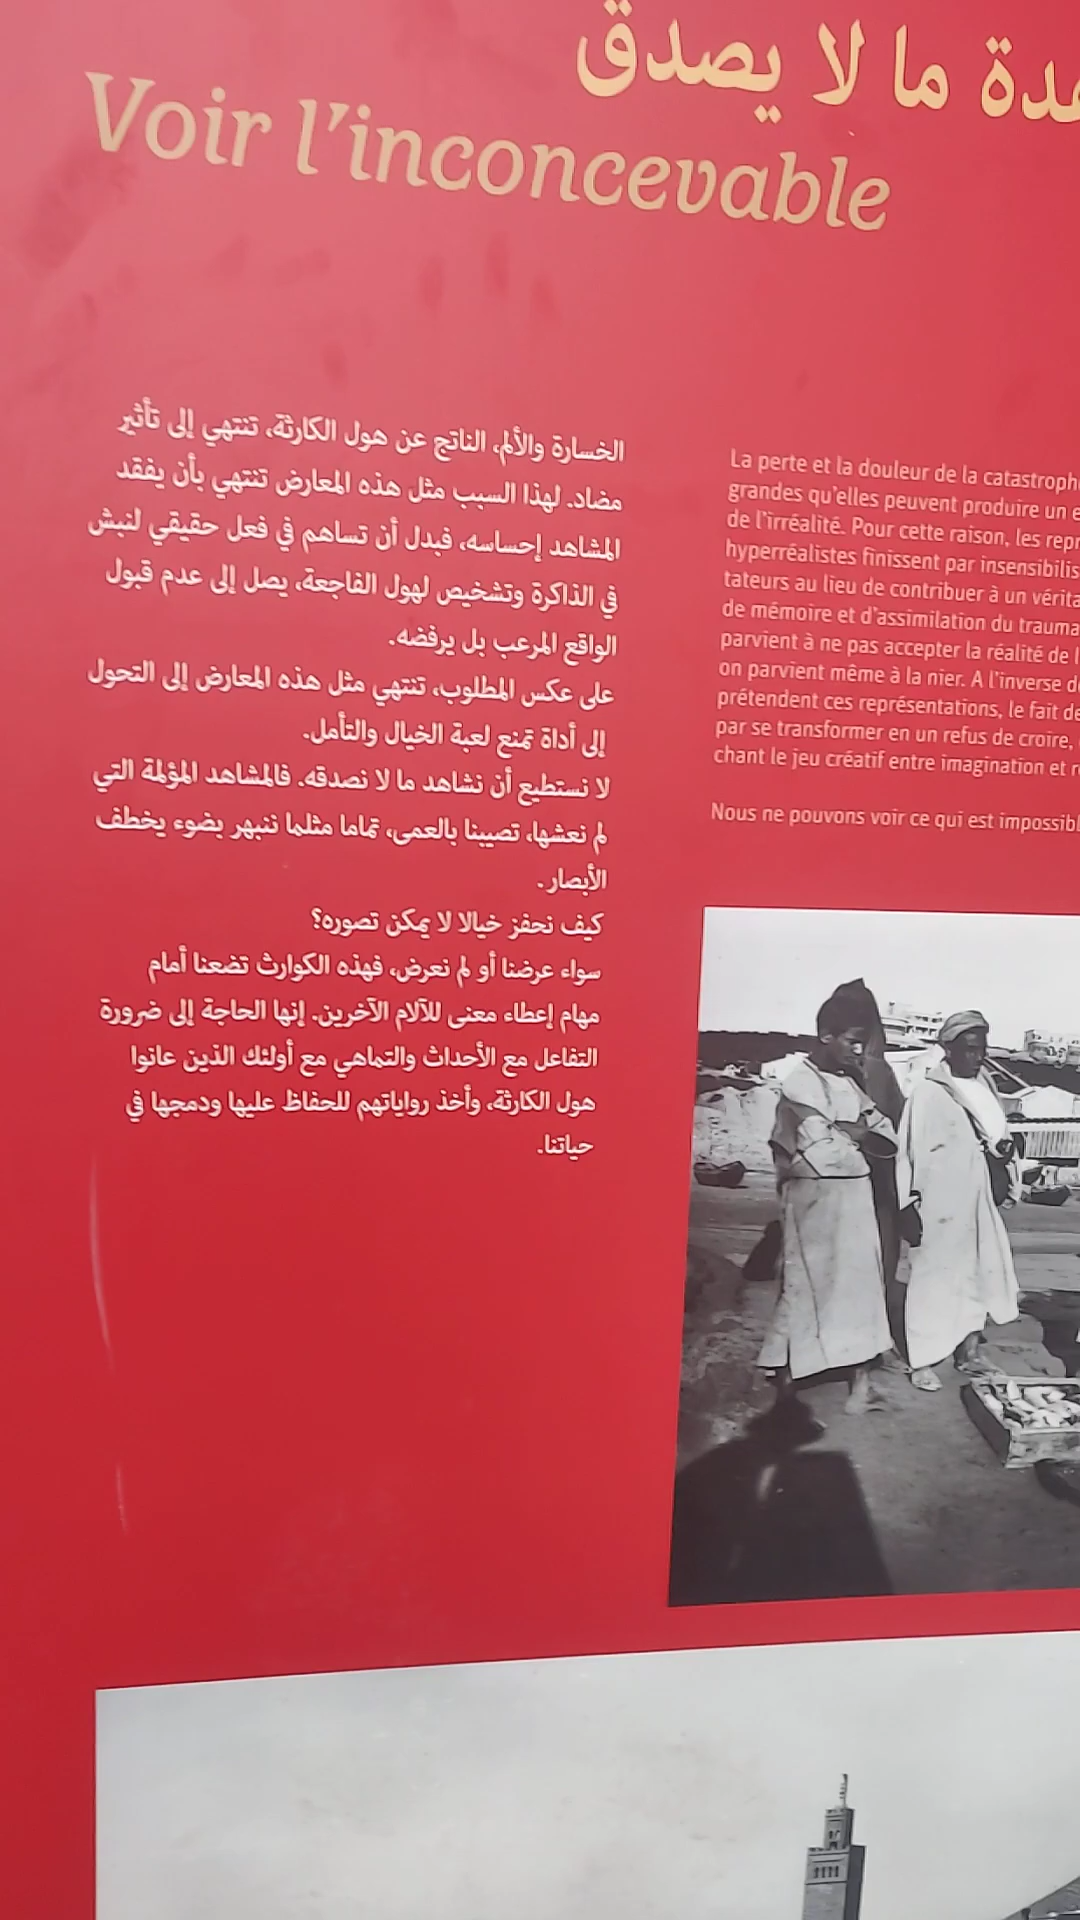 ما لا يصدق
Voir l'inconcevable
الخسارة والألم، الناتج عن هول الكارثة، تنتهي إلى تأثير
مضاد. لهذا السبب مثل هذه المعارض تنتهي بأن يفقد
المشاهد إحساسه، فبدل أن تساهم في فعل حقيقي لنبش
في الذاكرة وتشخيص لهول الفاجعة، يصل إلى عدم قبول
الواقع المرعب بل يرفضه.
على عكس المطلوب، تنتهي مثل هذه المعارض إلى التحول
إلى أداة تمنع لعبة الخيال والتأمل.
لا نستطيع أن نشاهد ما لا نصدقه. فالمشاهد المؤلمة التي
لم نعشها، تصيبنا بالعمى، تماما مثلما ننبهر بضوء يخطف
الأبصار.
كيف نحفز خيالا لا يمكن تصوره؟
سواء عرضنا أو لم نعرض، فهذه الكوارث تضعنا أمام
مهام إعطاء معنى للآلام الآخرين. إنها الحاجة إلى ضرورة
التفاعل مع الأحداث والتماهي مع أولئك الذين عانوا
هول الكارثة، وأخذ رواياتهم للحفاظ عليها ودمجها في
حياتنا.
La perte et la douleur de la catastroph
grandes qu'elles peuvent produire un e
de l'irréalité. Pour cette raison, les repr
hyperréalistes finissent par insensibilis
tateurs au lieu de contribuer à un vérita
de mémoire et d'assimilation du trauma
parvient à ne pas accepter la réalité de l
on parvient même à la nier. A l'inverse d
prétendent ces représentations, le fait de
par se transformer en un refus de croire,
chant le jeu créatif entre imagination et r
Nous ne pouvons voir ce qui est impossibl